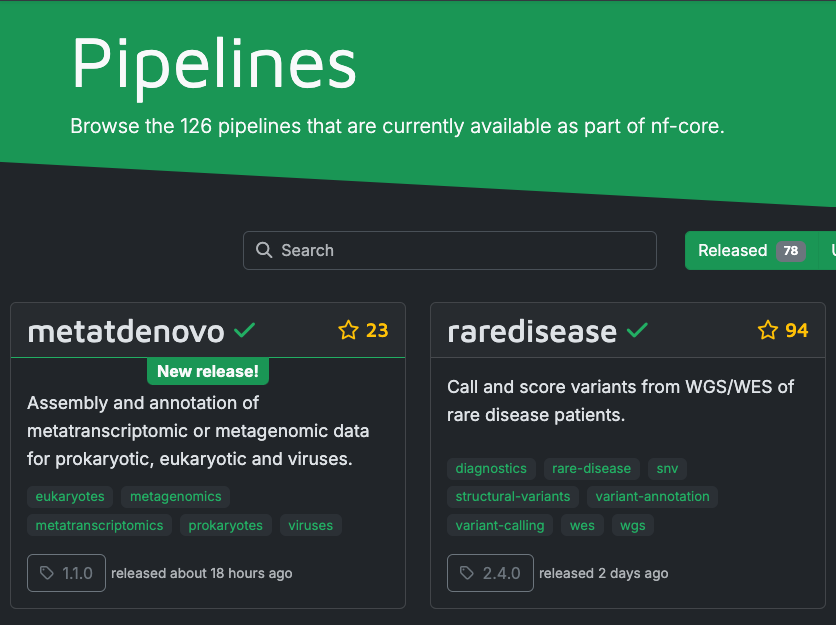 Pipelines
Browse the 126 pipelines that are currently available as part of nf-core.
Search
Released 78
metatdenovo 23
New release!
Assembly and annotation of
metatranscriptomic or metagenomic data
for prokaryotic, eukaryotic and viruses.
eukaryotes metagenomics
metatranscriptomics prokaryotes viruses
1.1.0 released about 18 hours ago
raredisease 94
Call and score variants from WGS/WES of
rare disease patients.
diagnostics rare-disease snv
structural-variants variant-annotation
variant-calling wes wgs
2.4.0 released 2 days ago